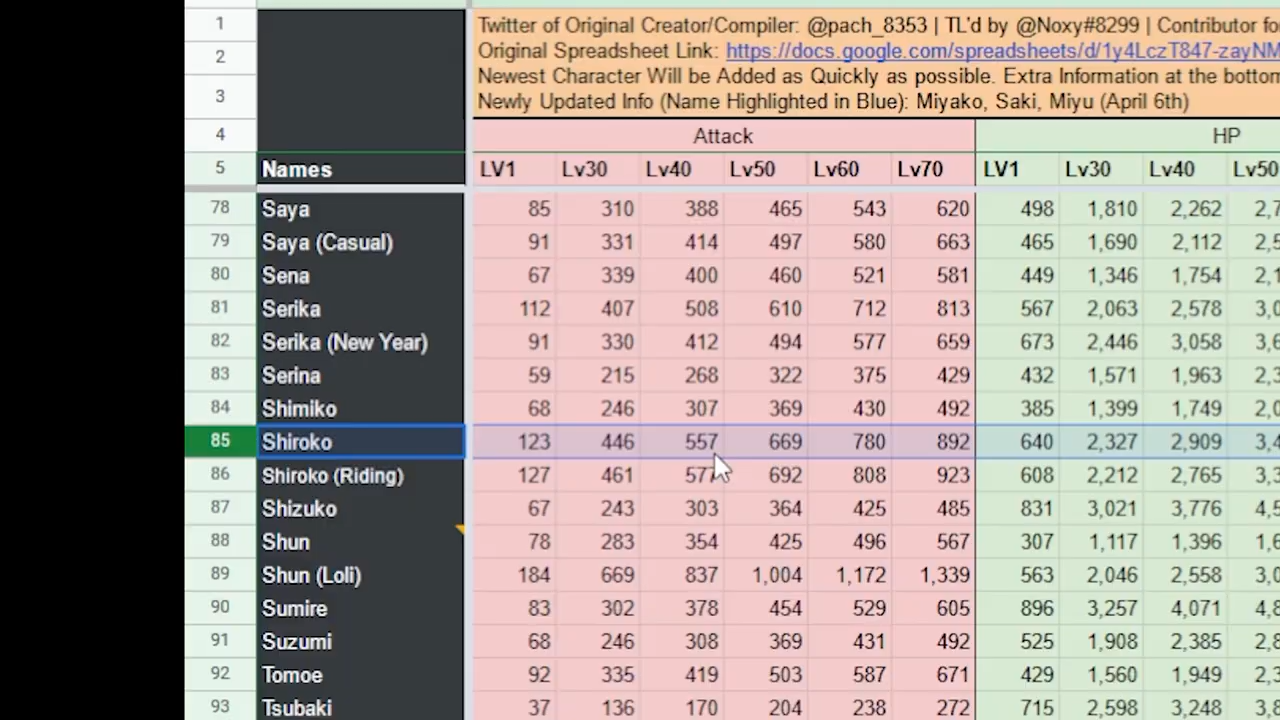 1 Twitter of Original Creator/Compiler: @pach_8353 | TL'd by @Noxy#8299 | Contributor
2 Original Spreadsheet Link: https://docs.google.com/spreadsheets/d/1y4LczT847-zayNM
Newest Character Will be Added as Quickly as possible. Extra Information at the
3 Newly Updated Info (Name Highlighted in Blue): Miyako, Saki, Miyu (April 6th)
4 Attack HP
5 Names LV1 Lv30 Lv40 Lv50 Lv60 Lv70 LV1 Lv30 Lv40 Lv50
78 Saya 85 310 388 465 543 620 498 1,810 2,262
79 Saya (Casual) 91 331 414 497 580 663 465 1,690 2,112
80 Sena 67 339 400 460 521 581 449 1,346 1,754
81 Serika 112 407 508 610 712 813 567 2,063 2,578
82 Serika (New Year) 91 330 412 494 577 659 673 2,446 3,058
83 Serina 59 215 268 322 375 429 432 1,571 1,963
84 Shimiko 68 246 307 369 430 492 385 1,399 1,749
85 Shiroko 123 446 557 669 780 892 640 2,327 2,909
86 Shiroko (Riding) 127 461 577 692 808 923 608 2,212 2,765
87 Shizuko 67 243 303 364 425 485 831 3,021 3,776
88 Shun 78 283 354 425 496 567 307 1,117 1,396
89 Shun (Loli) 184 669 837 1,004 1,172 1,339 563 2,046 2,558
90 Sumire 83 302 378 454 529 605 896 3,257 4,071
91 Suzumi 68 246 308 369 431 492 525 1,908 2,385
92 Tomoe 92 335 419 503 587 671 429 1,560 1,949
93 Tsubaki 37 136 170 204 238 272 715 2,598 3,248